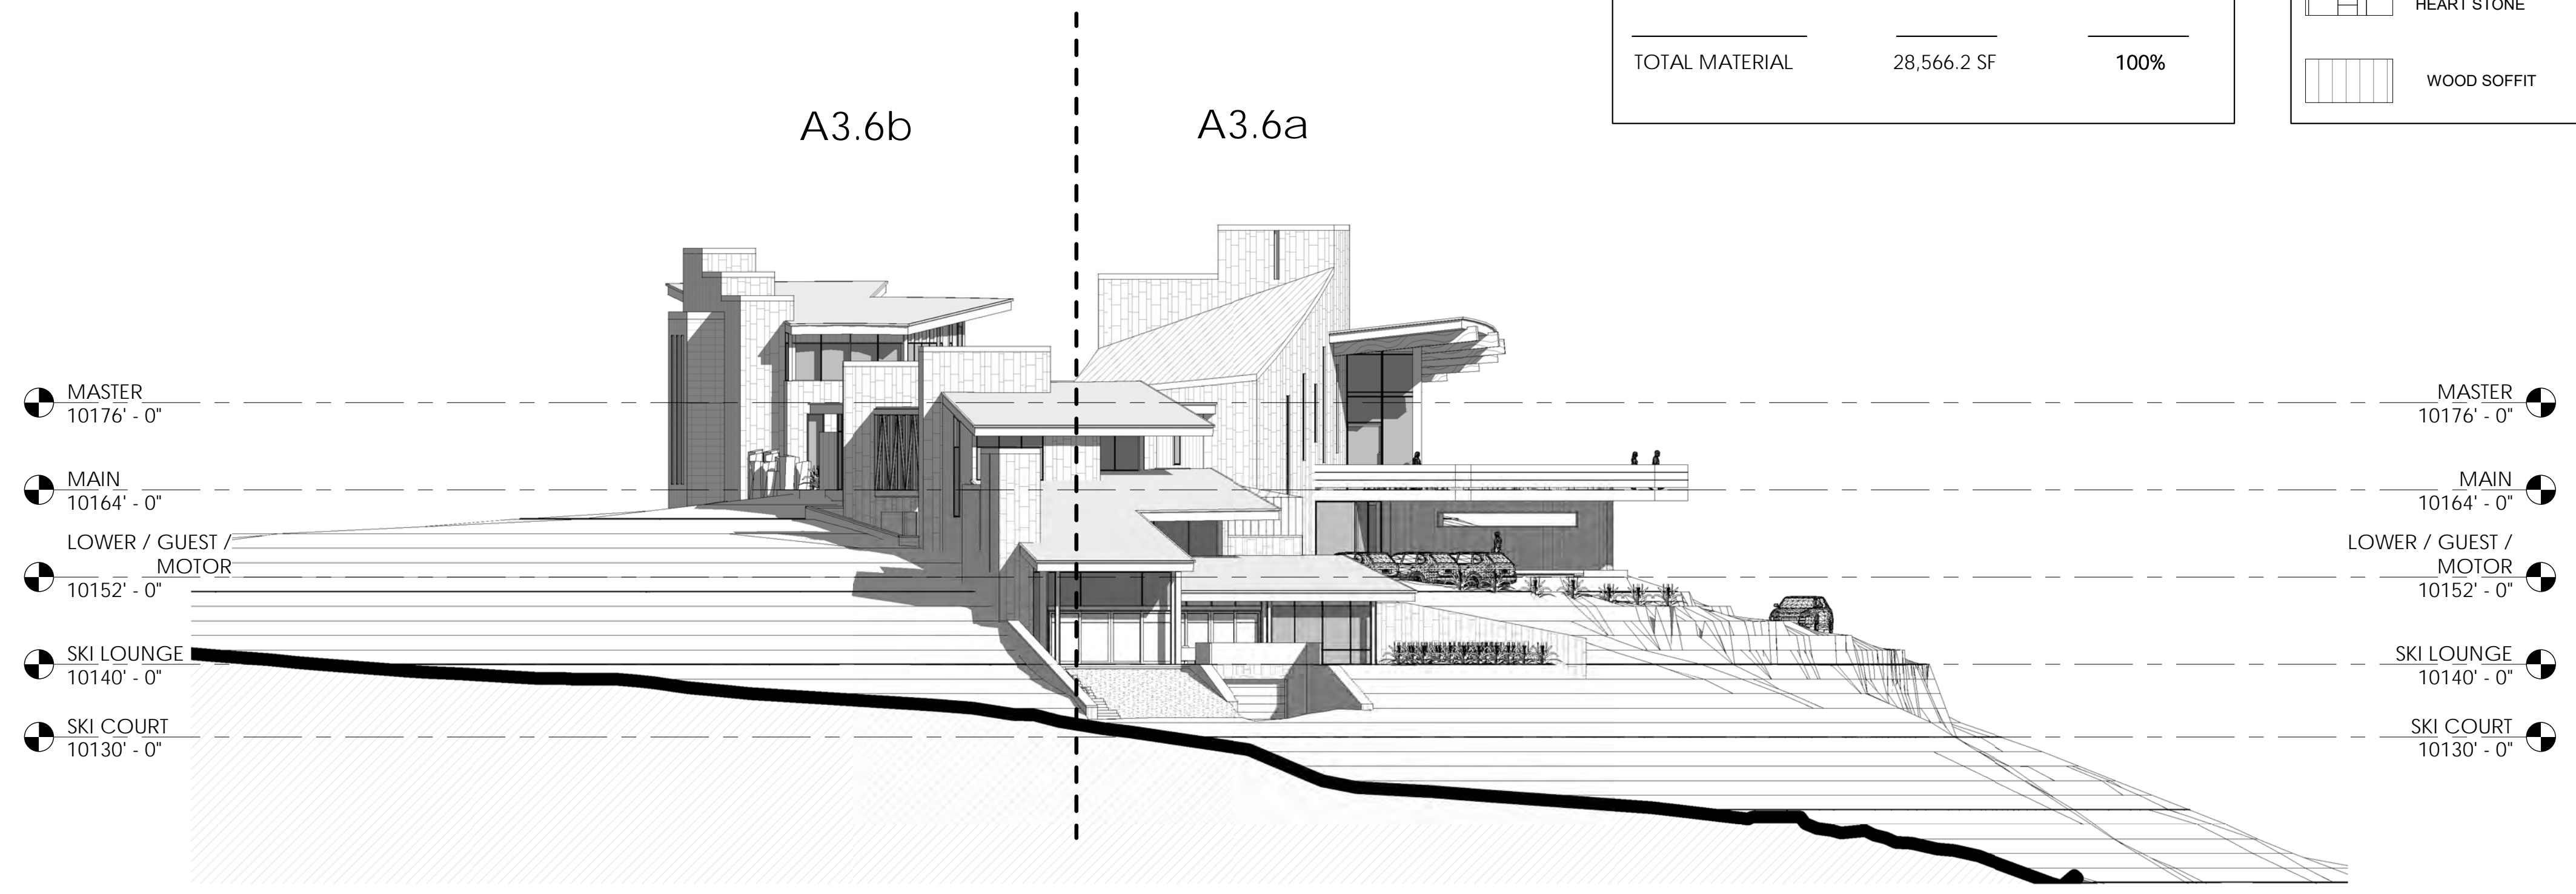 HEART STONE
TOTAL MATERIAL 28,566.2 SF 100%
WOOD SOFFIT
A3.6b A3.6a
MASTER
10176' - 0"
MAIN
10164' - 0"
LOWER / GUEST /
MOTOR
10152' - 0"
SKI LOUNGE
10140' - 0"
SKI COURT
10130' - 0"
MASTER
10176' - 0"
MAIN
10164' - 0"
LOWER / GUEST /
MOTOR
10152' - 0"
SKI LOUNGE
10140' - 0"
SKI COURT
10130' - 0"